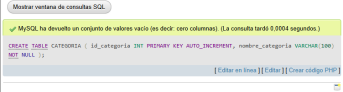 Mostrar ventana de consultas SQL
MySQL ha devuelto un conjunto de valores vacío (es decir: cero columnas). (La consulta tardó 0,0004 segundos.)
CREATE TABLE CATEGORIA ( id_categoria INT PRIMARY KEY AUTO_INCREMENT, nombre_categoria VARCHAR(100)
NOT NULL );
[ Editar en línea ] [ Editar ] [ Crear código PHP ]